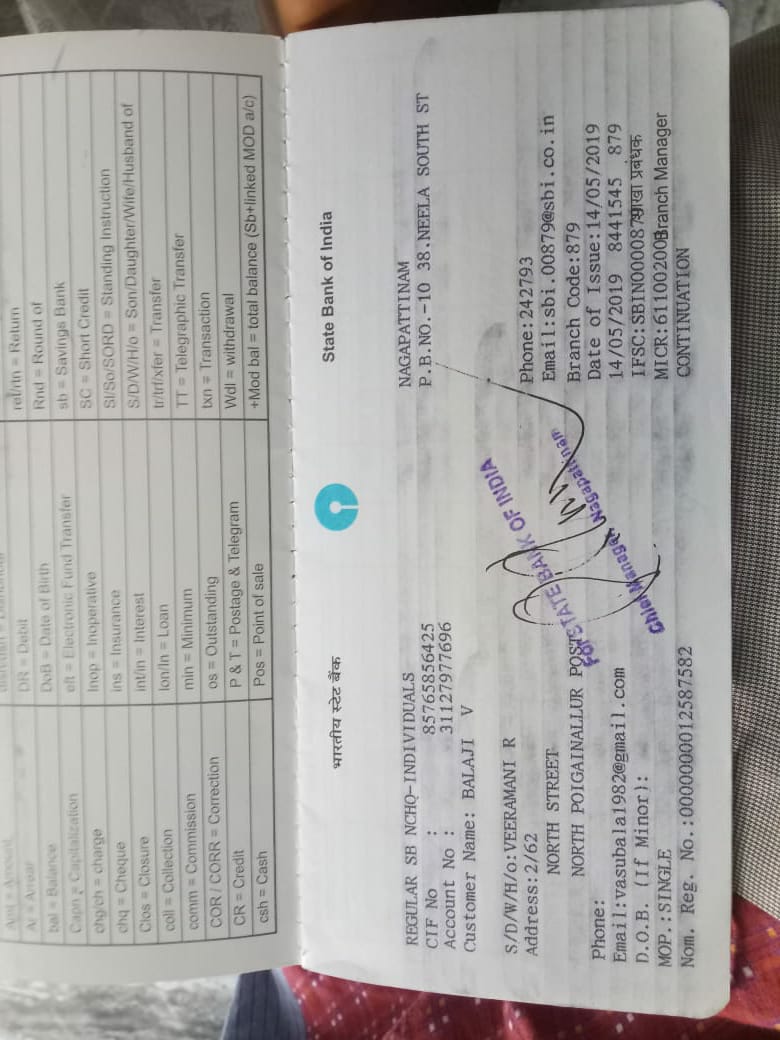 Amt = Amount
Ar = Arrear DR = Debit ret/rtn = Return
bal = Balance DoB = Date of Birth Rnd = Round of
Capn = Capitalization eft = Electronic Fund Transfer sb = Savings Bank
chg/ch = charge Inop = Inoperative SC = Short Credit
chq = Cheque ins = Insurance SI/So/SORD = Standing Instruction
Clos = Closure int/in = Interest S/D/W/H/o = Son/Daughter/Wife/Husband of
coll = Collection lon/ln = Loan tr/trf/xfer = Transfer
comm = Commission min = Minimum TT = Telegraphic Transfer
COR / CORR = Correction os = Outstanding txn = Transaction
CR = Credit P & T = Postage & Telegram Wdl = withdrawal
csh = Cash Pos = Point of sale +Mod bal = total balance (Sb+linked MOD a/c)
भारतीय स्टेट बैंक State Bank of India
REGULAR SB NCHQ-INDIVIDUALS NAGAPATTINAM
CIF No : 85765856425 P.B.NO.-10 38.NEELA SOUTH ST
Account No : 31127977696
Customer Name: BALAJI V
S/D/W/H/o:VEERAMANI R Phone:242793
Address:2/62 Email:sbi.00879@sbi.co.in
NORTH STREET Branch Code:879
NORTH POIGAINALLUR POST Date of Issue:14/05/2019
Phone: 14/05/2019 8441545 879
Email:vasubala1982@gmail.com IFSC:SBIN0000879 शाखा प्रबंधक
D.O.B. (If Minor): MICR:611002008 Branch Manager
MOP.:SINGLE CONTINUATION
Nom. Reg. No.:0000000012587582
For STATE BANK OF INDIA
Chief Manager Nagapattinam